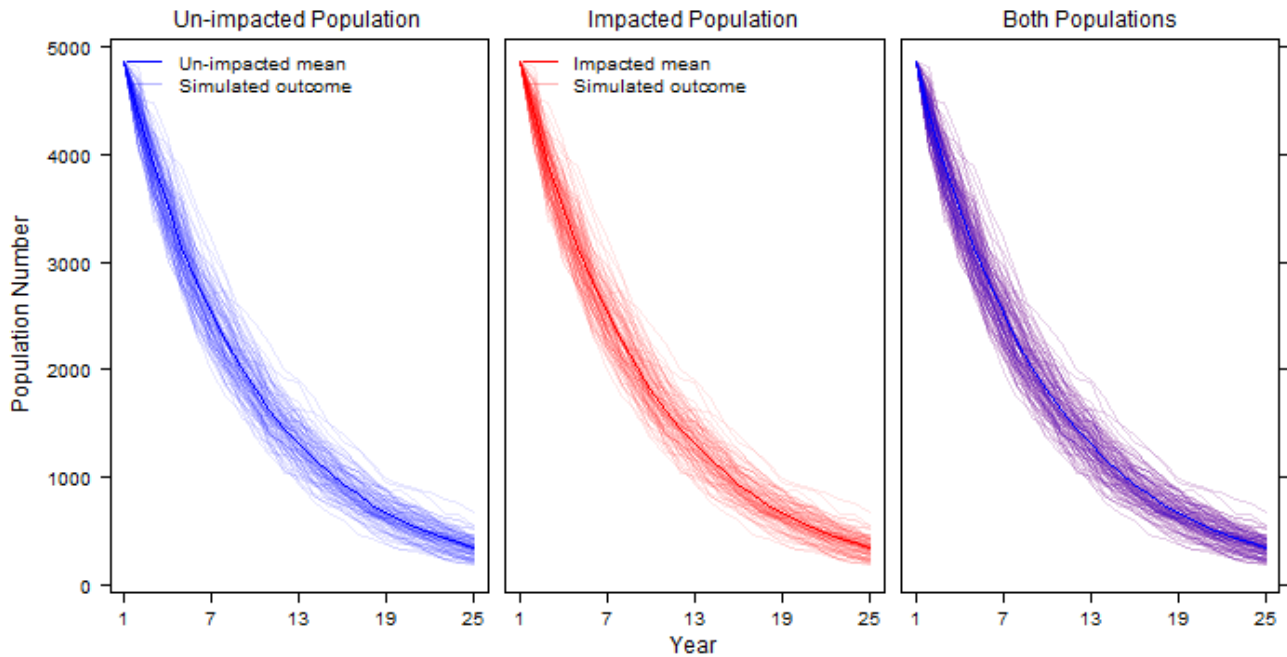 Un-impacted Population
Impacted Population
Both Populations
Un-impacted mean
Simulated outcome
Impacted mean
Simulated outcome
5000
4000
3000
2000
1000
0
Population Number
1 7 13 19 25
1 7 13 19 25
1 7 13 19 25
Year